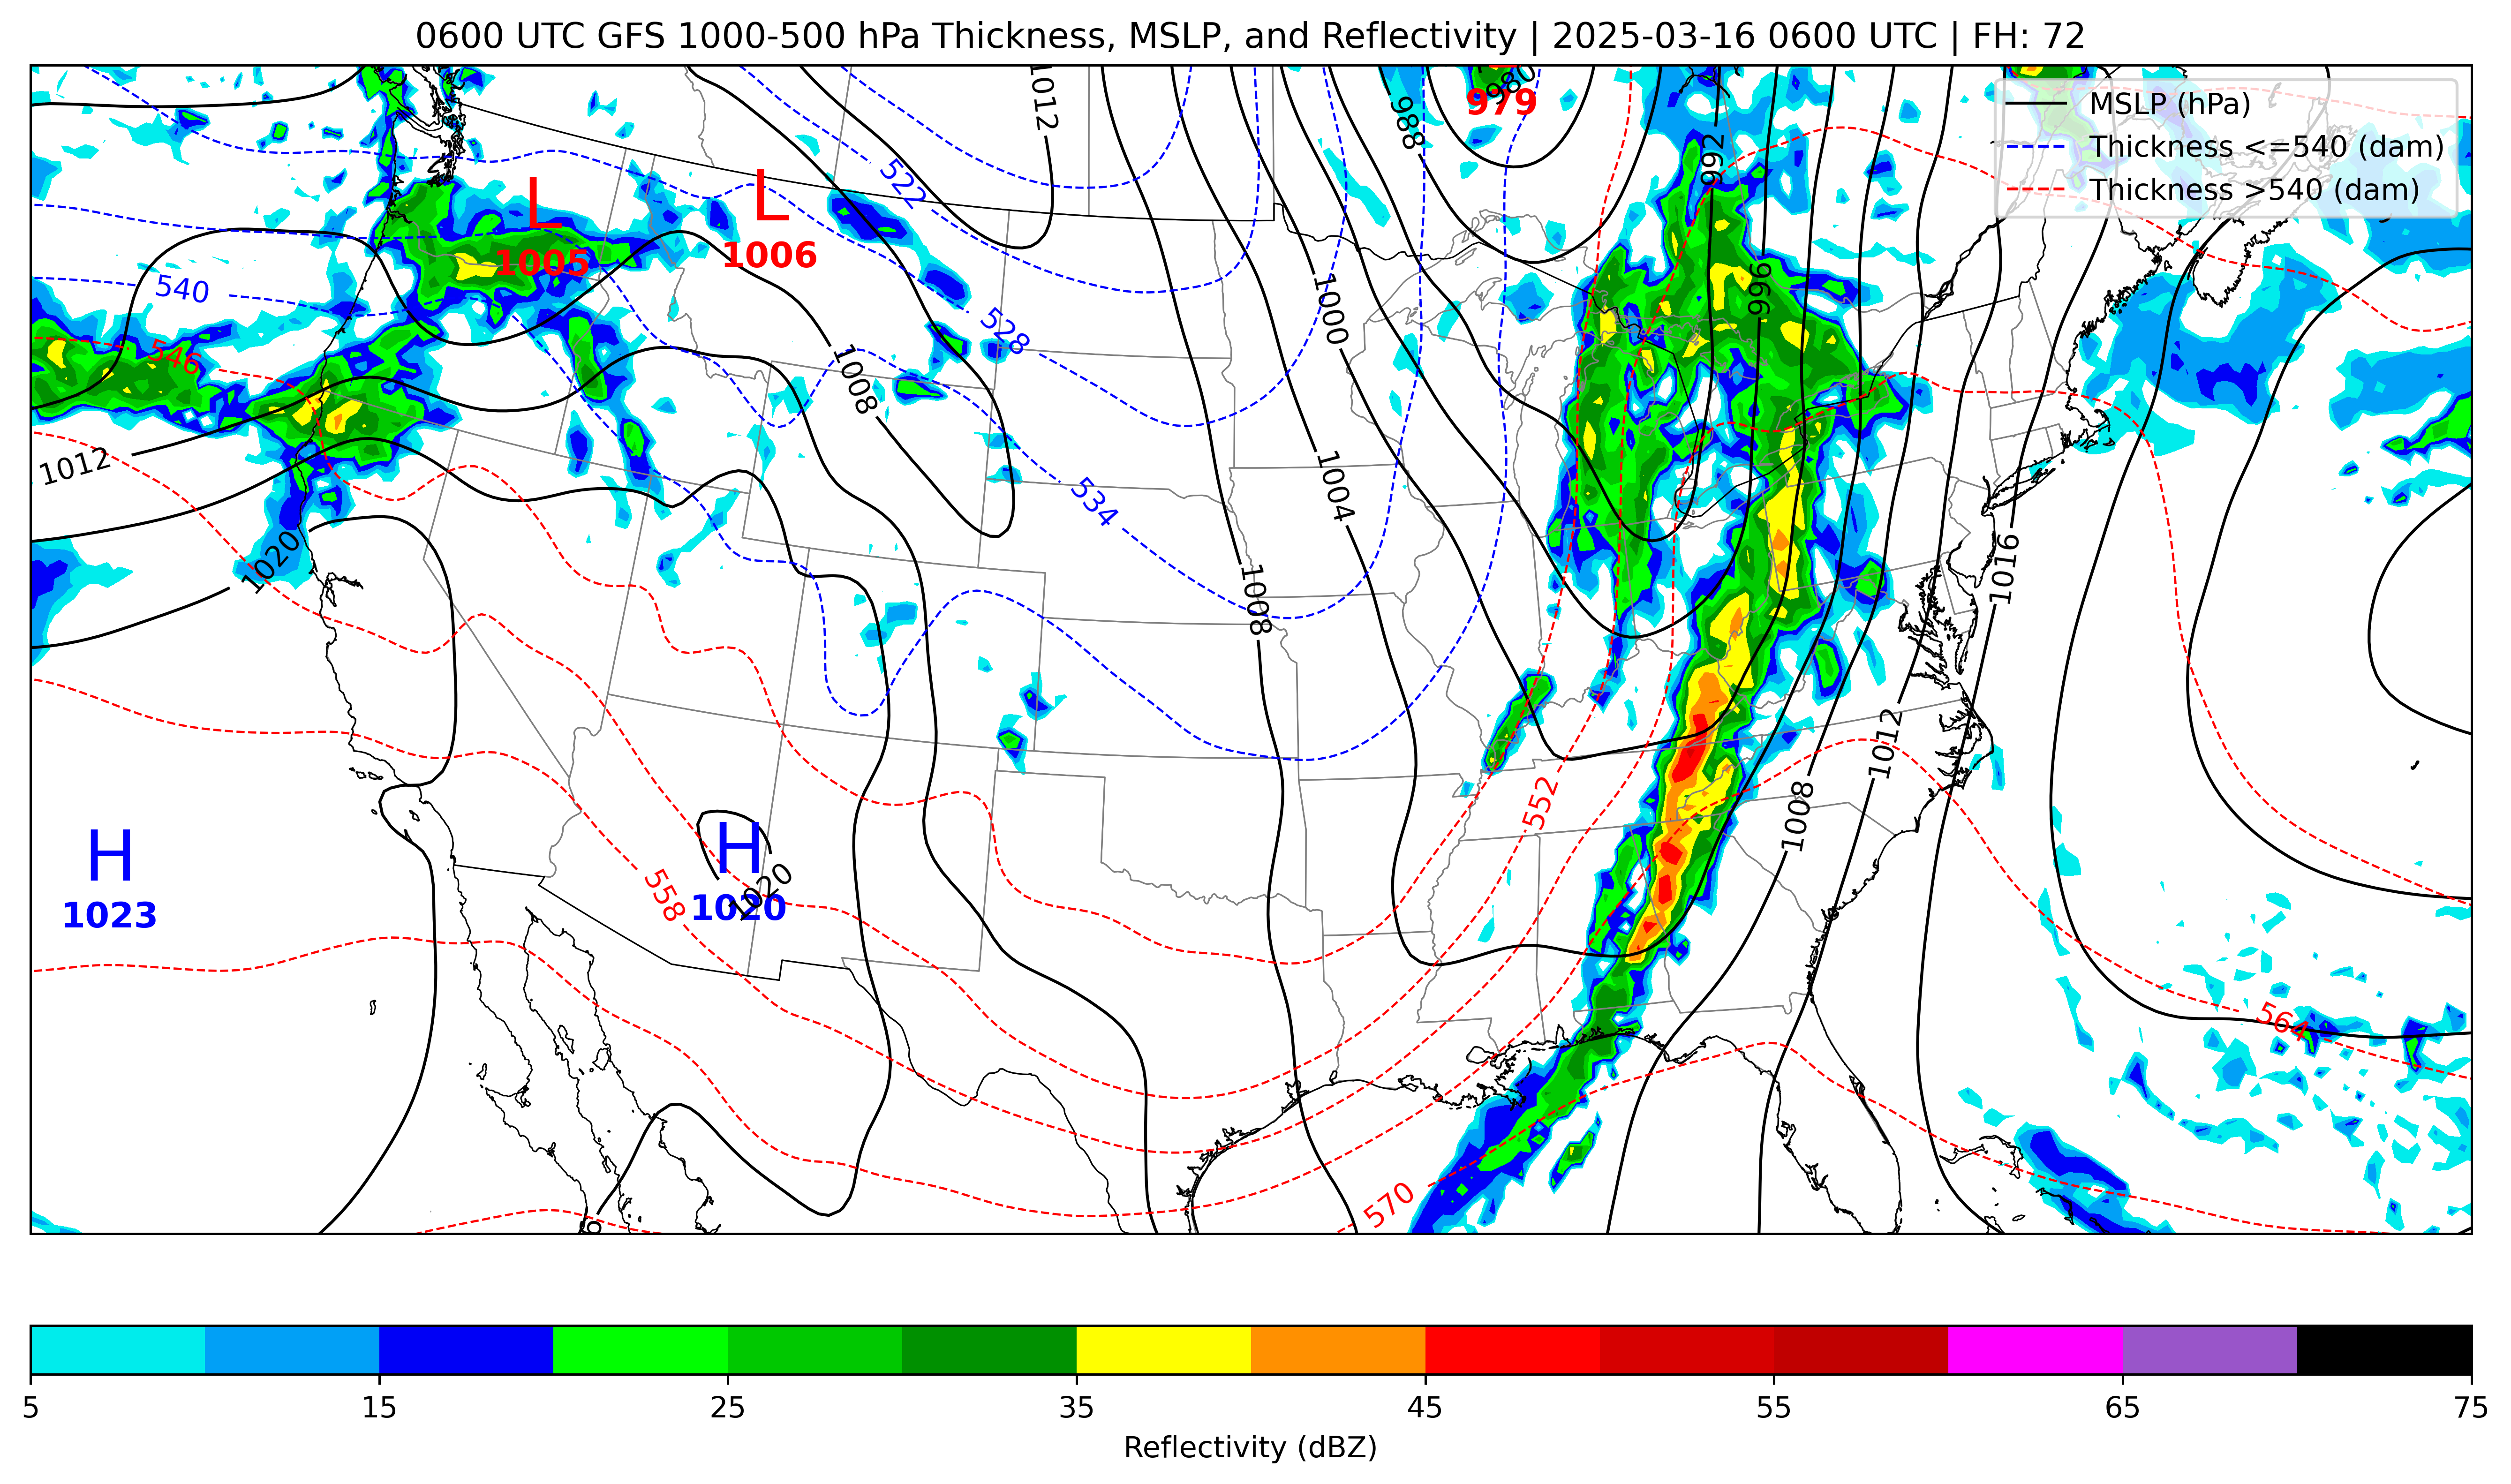 0600 UTC GFS 1000-500 hPa Thickness, MSLP, and Reflectivity | 2025-03-16 0600 UTC | FH: 72
MSLP (hPa)
Thickness <=540 (dam)
Thickness >540 (dam)
1012
988
980
979
992
522
L
1005
L
1006
540
528
996
1000
546
1008
1012
534
1004
1020
1008
1016
1012
552
1008
H
1023
H
1020
1020
558
564
570
5 15 25 35 45 55 65 75
Reflectivity (dBZ)